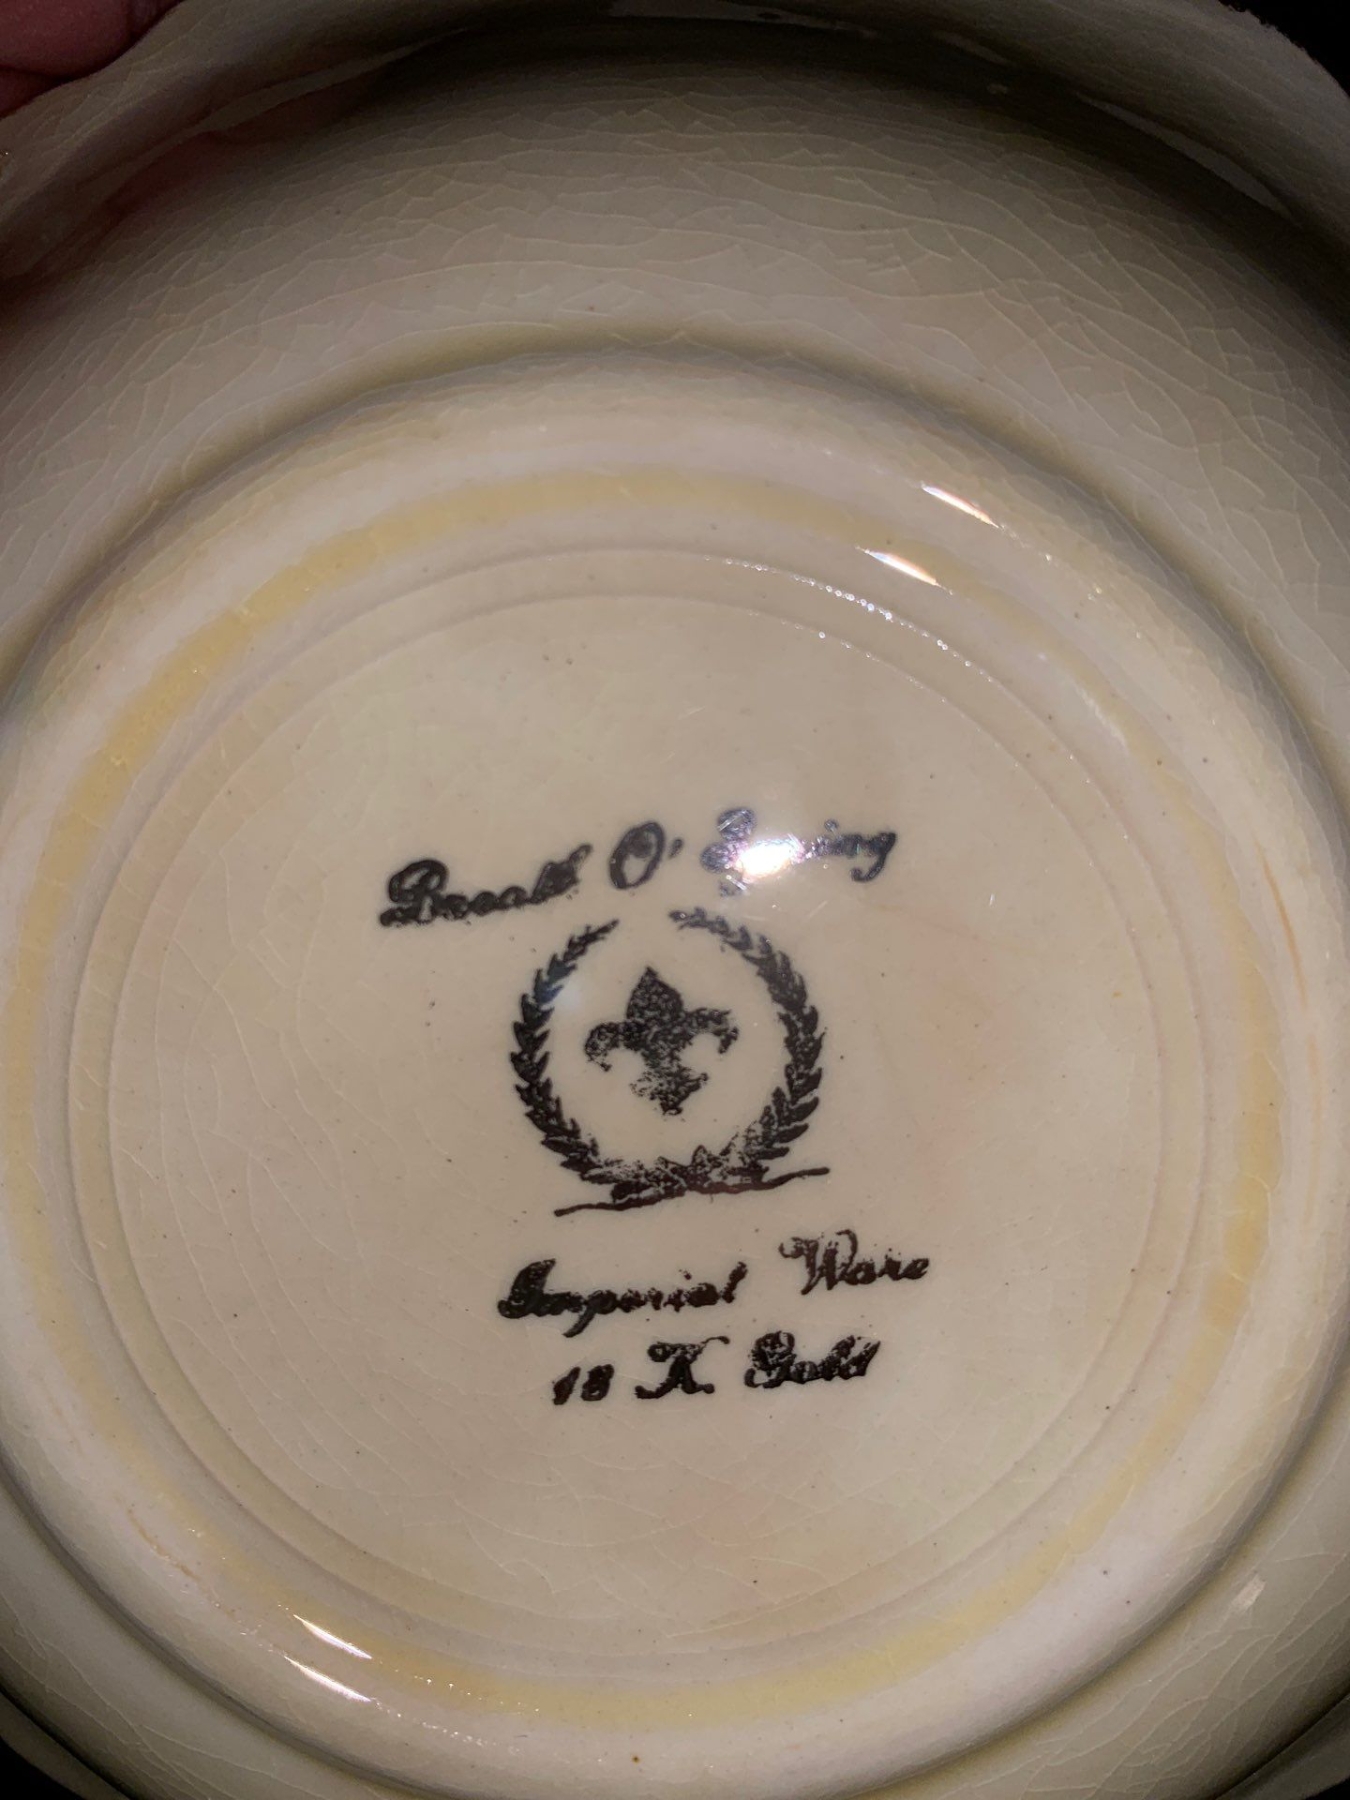 Breath O' Spring
Imperial Ware
18 K. Gold